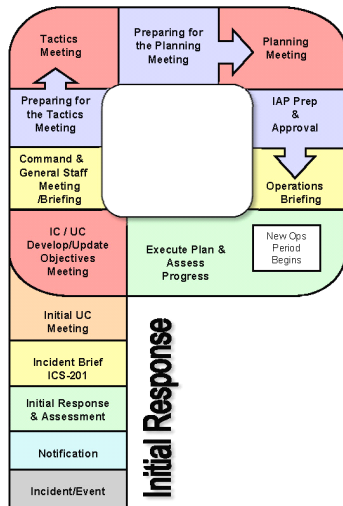 Tactics
Meeting
Preparing for
the Planning
Meeting
Planning
Meeting
Preparing for
the Tactics
Meeting
IAP Prep
&
Approval
Command &
General Staff
Meeting
/Briefing
Operations
Briefing
IC / UC
Develop/Update
Objectives
Meeting
Execute Plan &
Assess
Progress
New Ops
Period
Begins
Initial UC
Meeting
Incident Brief
ICS-201
Initial Response
& Assessment
Notification
Incident/Event
Initial Response